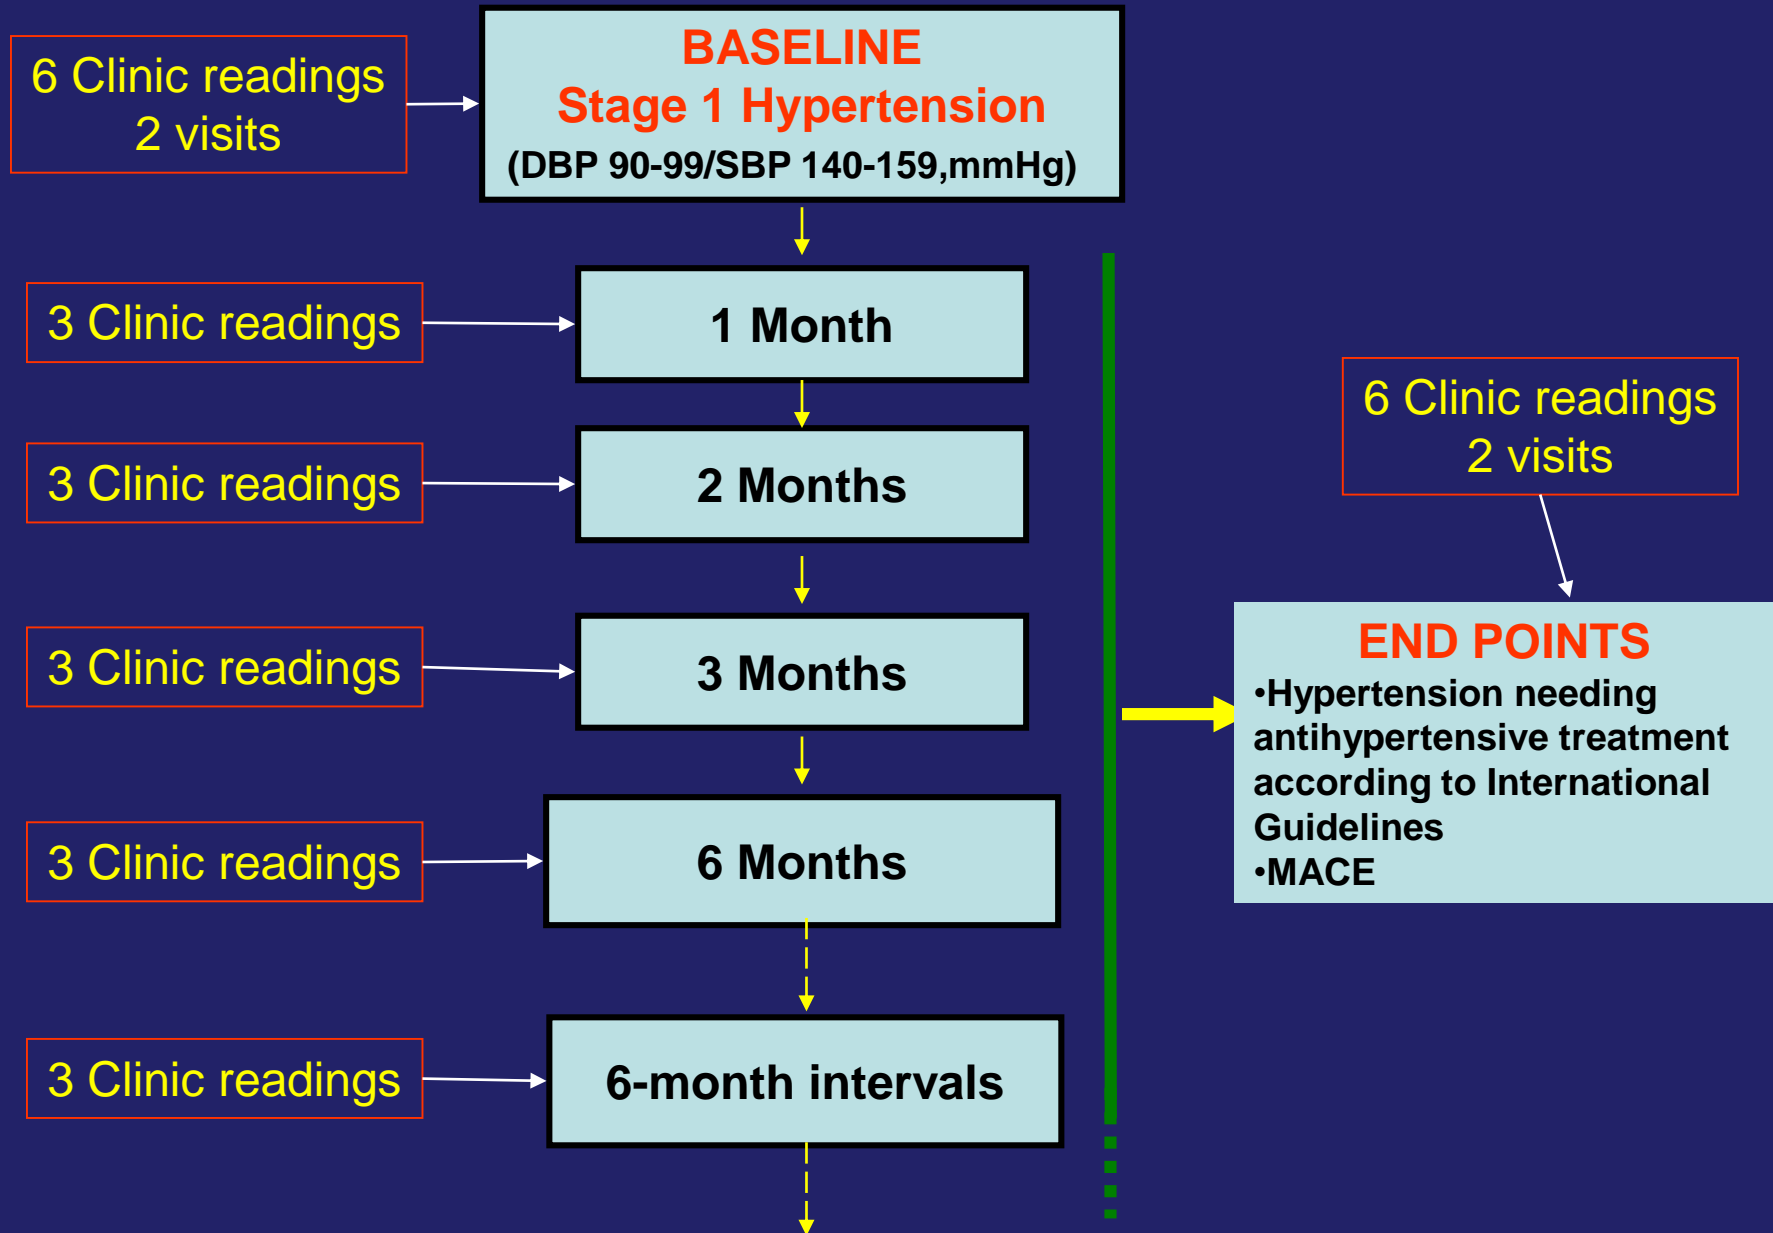 6 Clinic readings
2 visits
BASELINE
Stage 1 Hypertension
(DBP 90-99/SBP 140-159,mmHg)
3 Clinic readings
1 Month
3 Clinic readings
2 Months
3 Clinic readings
3 Months
3 Clinic readings
6 Months
3 Clinic readings
6-month intervals
6 Clinic readings
2 visits
END POINTS
•Hypertension needing
antihypertensive treatment
according to International
Guidelines
•MACE